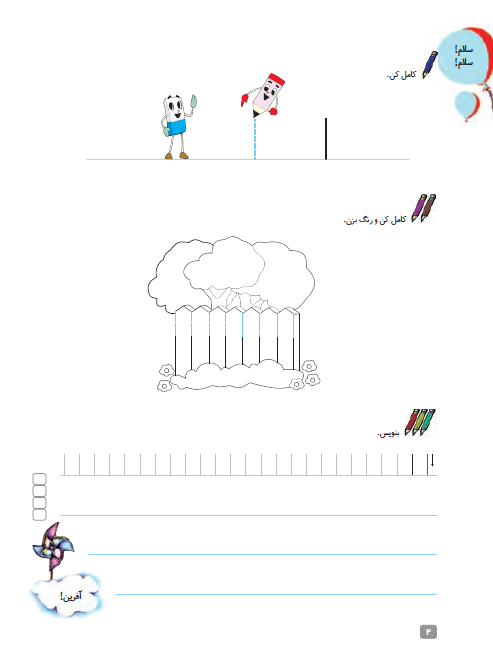 سلام!
سلام!
کامل کن.
کامل کن و رنگ بزن.
بنویس.
آفرین!
۲